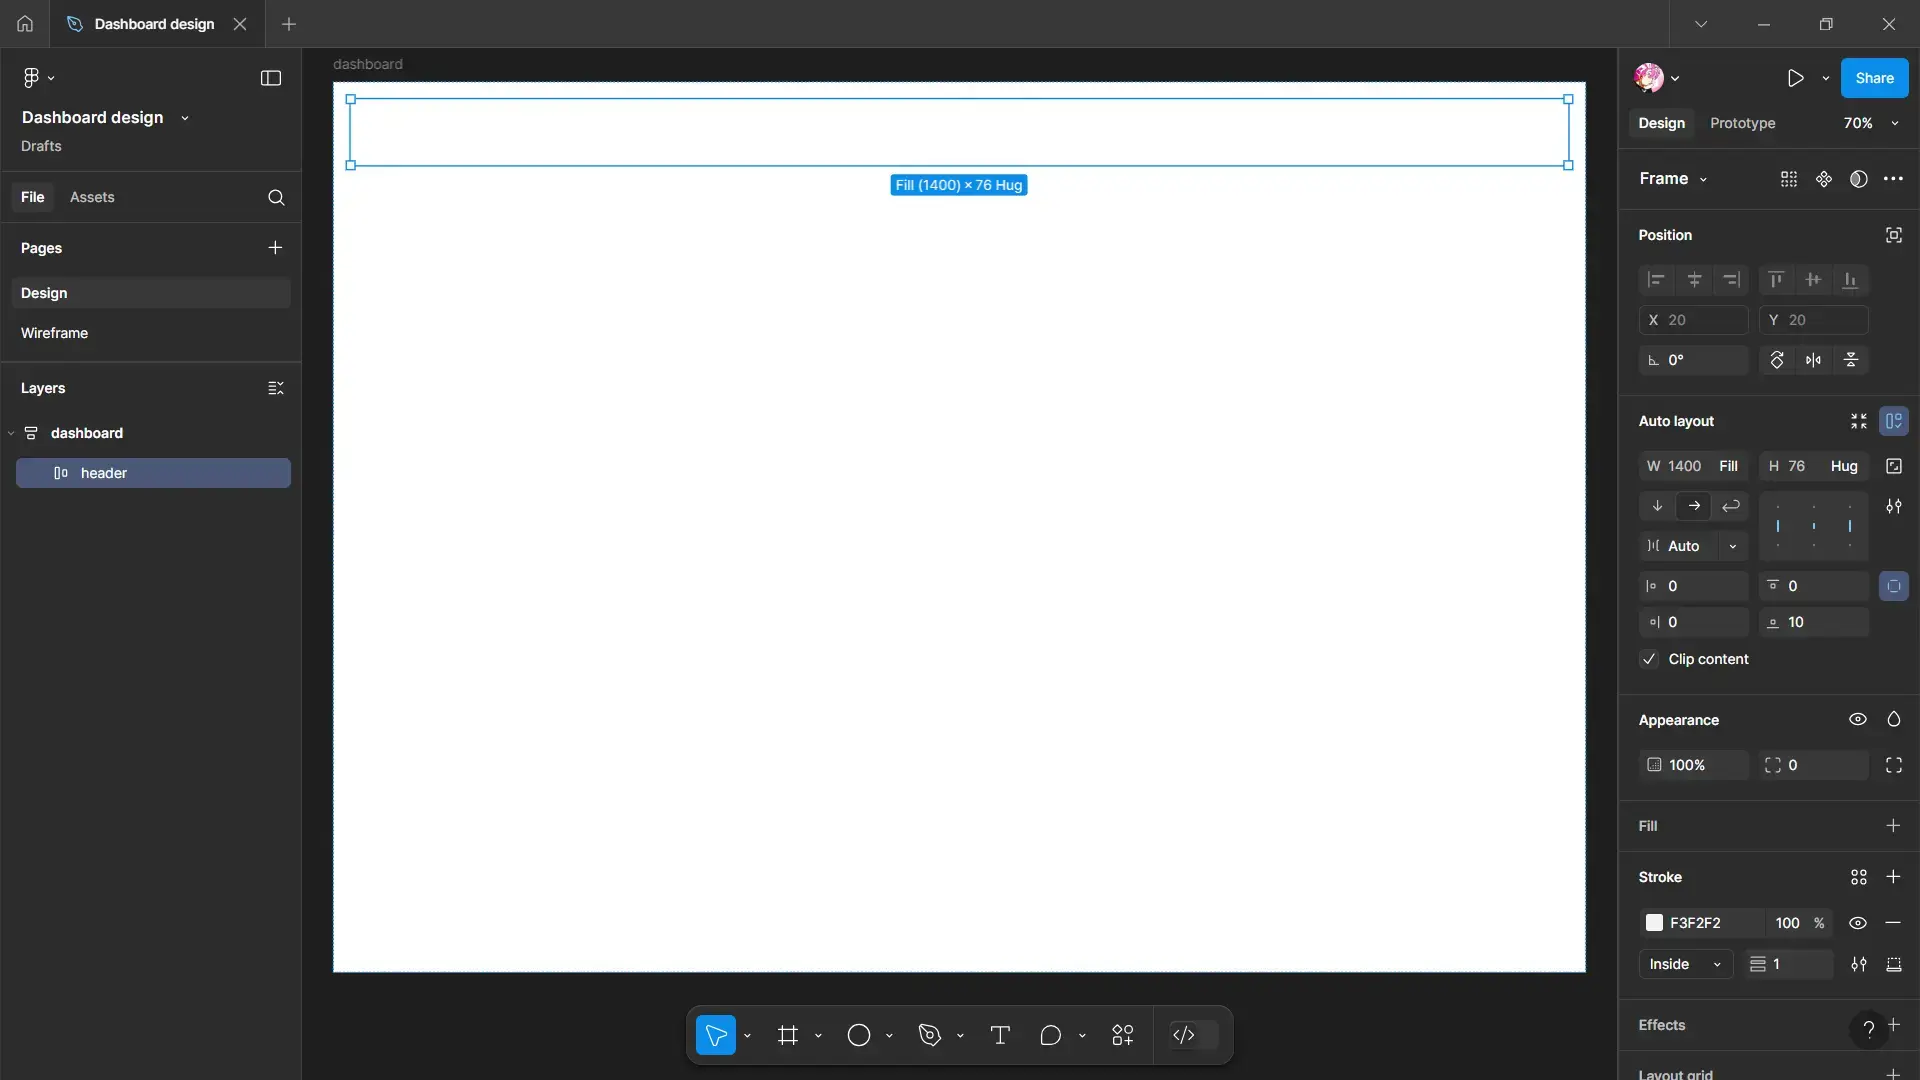 Dashboard design
Dashboard design
Drafts
File
Assets
Pages
Design
Wireframe
Layers
dashboard
header
dashboard
Fill (1400) × 76 Hug
Share
Design
Prototype
70%
Frame
Position
X 20
Y 20
0°
Auto layout
W 1400 Fill
H 76 Hug
Auto
0
0
0
10
Clip content
Appearance
100%
0
Fill
Stroke
F3F2F2
100 %
Inside
1
Effects
?
Layout grid